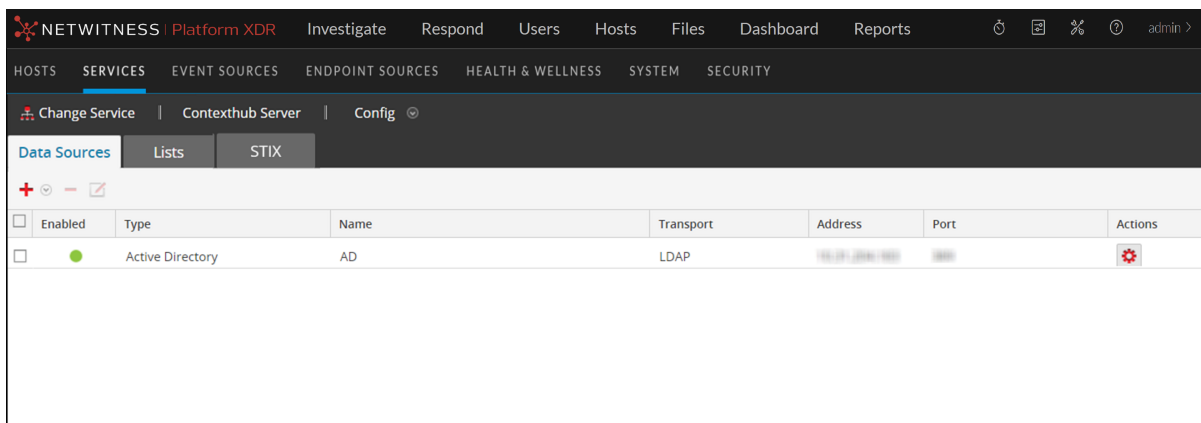 NETWITNESS Platform XDR Investigate Respond Users Hosts Files Dashboard Reports admin >
HOSTS SERVICES EVENT SOURCES ENDPOINT SOURCES HEALTH & WELLNESS SYSTEM SECURITY
Change Service Contexthub Server Config
Data Sources Lists STIX
Enabled Type Name Transport Address Port Actions
Active Directory AD LDAP